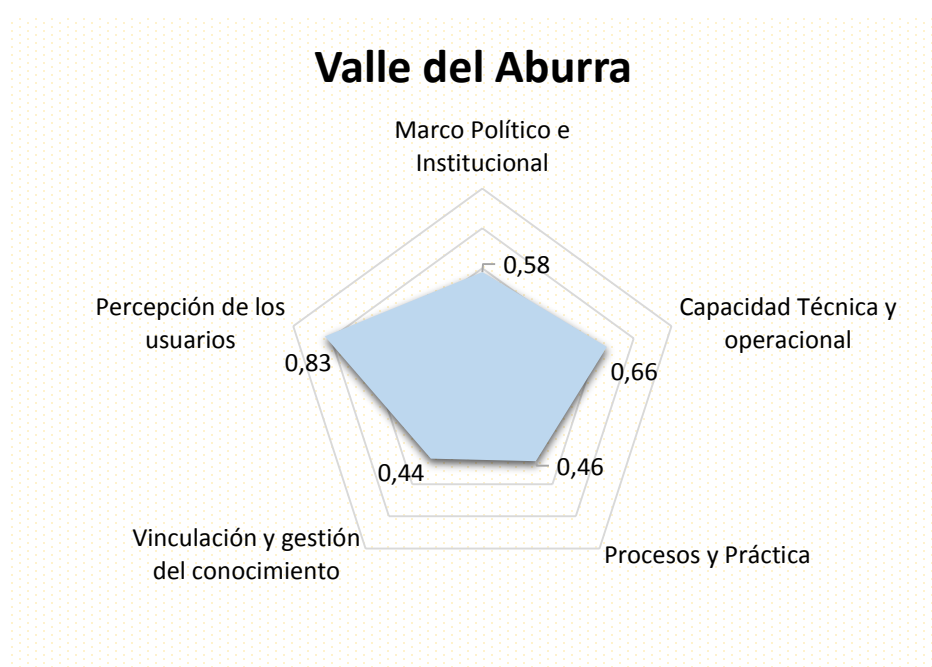 Valle del Aburra
Marco Político e
Institucional
0,58
Capacidad Técnica y
operacional
0,66
0,46
Procesos y Práctica
0,44
Vinculación y gestión
del conocimiento
0,83
Percepción de los
usuarios